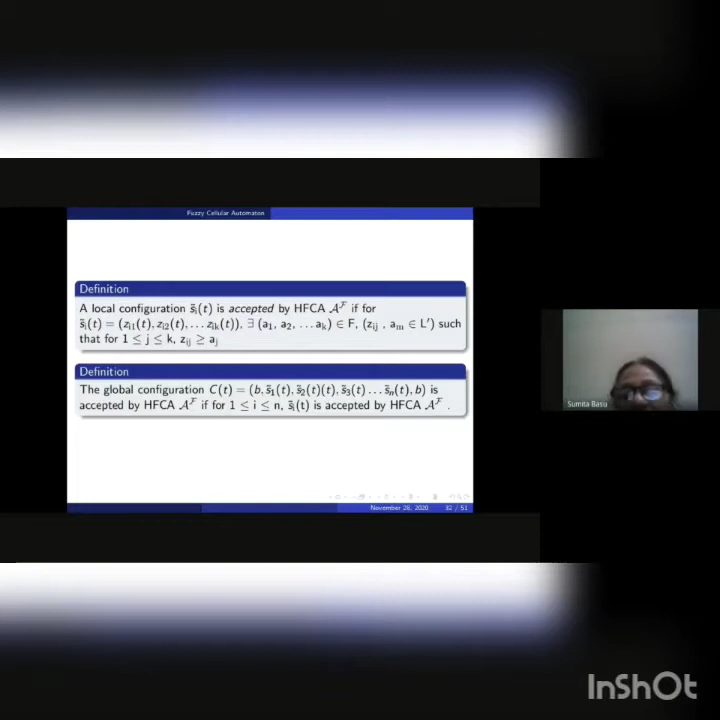 Fuzzy Cellular Automaton
Definition
A local configuration s̃ᵢ(t) is accepted by HFCA 𝒜^ℱ if for
s̃ᵢ(t) = (zᵢ₁(t), zᵢ₂(t), . . . zᵢₖ(t)), ∃ (a₁, a₂, . . . aₖ) ∈ F, (zᵢⱼ , aₘ ∈ L′) such
that for 1 ≤ j ≤ k, zᵢⱼ ≥ aⱼ
Definition
The global configuration C(t) = (b, s̃₁(t), s̃₂(t)(t), s̃₃(t) . . . s̃ₙ(t), b) is
accepted by HFCA 𝒜^ℱ if for 1 ≤ i ≤ n, s̃ᵢ(t) is accepted by HFCA 𝒜^ℱ .
November 28, 2020 32 / 51
Sumita Basu
InShOt